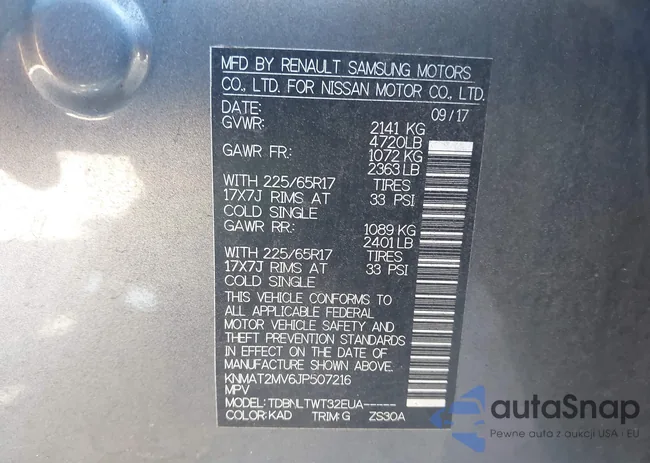 MFD BY RENAULT SAMSUNG MOTORS
CO., LTD. FOR NISSAN MOTOR CO., LTD.
DATE: 09/17
GVWR: 2141 KG
4720LB
GAWR FR: 1072 KG
2363 LB
WITH 225/65R17 TIRES
17X7J RIMS AT 33 PSI
COLD SINGLE
GAWR RR: 1089 KG
2401 LB
WITH 225/65R17 TIRES
17X7J RIMS AT 33 PSI
COLD SINGLE
THIS VEHICLE CONFORMS TO
ALL APPLICABLE FEDERAL
MOTOR VEHICLE SAFETY AND
THEFT PREVENTION STANDARDS
IN EFFECT ON THE DATE OF
MANUFACTURE SHOWN ABOVE.
KNMAT2MV6JP507216
MPV
MODEL: TDBNLTWT32EUA-----
COLOR: KAD TRIM: G ZS30A
autoSnap
Pewne auta z aukcji USA i EU